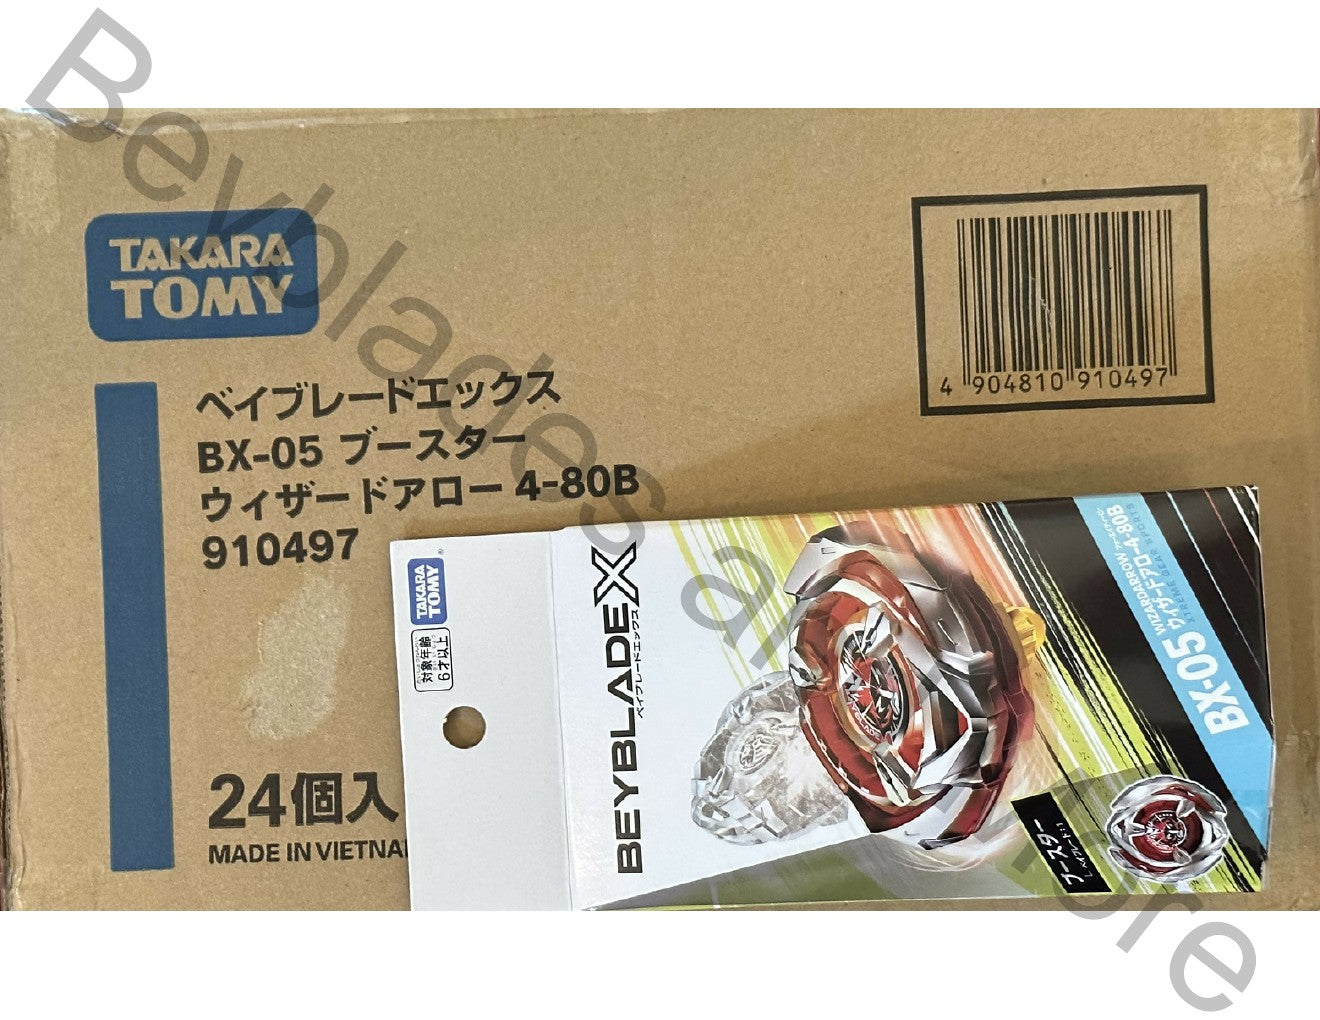 TAKARA
TOMY
ベイブレードエックス
BX-05 ブースター
ウィザードアロー 4-80B
910497
24個入
MADE IN VIETNA
4 904810 910497
TAKARA
TOMY
®
対象年齢
6才以上
BEYBLADE X
ベイブレードエックス
BX-05
WIZARDARROW
ウィザードアロー4-80B
XTREME GEAR SPORTS
ブースター
Beyblades